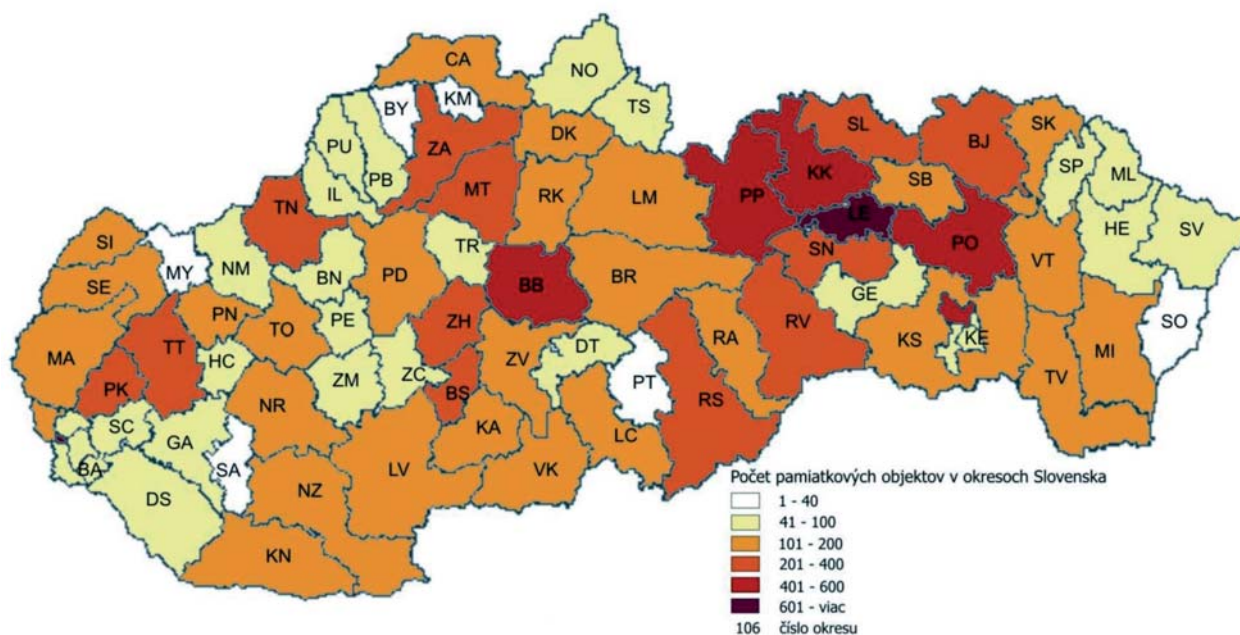 CA
NO
BY
KM
TS
PU
ZA
DK
SL
BJ
SK
IL
PB
MT
RK
LM
PP
KK
SB
SP
ML
TN
LE
HE
SV
SI
MY
NM
BN
PD
TR
BB
BR
SN
PO
VT
SE
PN
TO
PE
ZH
GE
SO
MA
TT
HC
ZM
ZC
ZV
DT
RA
RV
KS
KE
MI
PK
BS
PT
TV
SC
GA
NR
KA
LC
RS
BA
SA
LV
VK
DS
NZ
KN
Počet pamiatkových objektov v okresoch Slovenska
1 - 40
41 - 100
101 - 200
201 - 400
401 - 600
601 - viac
106 číslo okresu